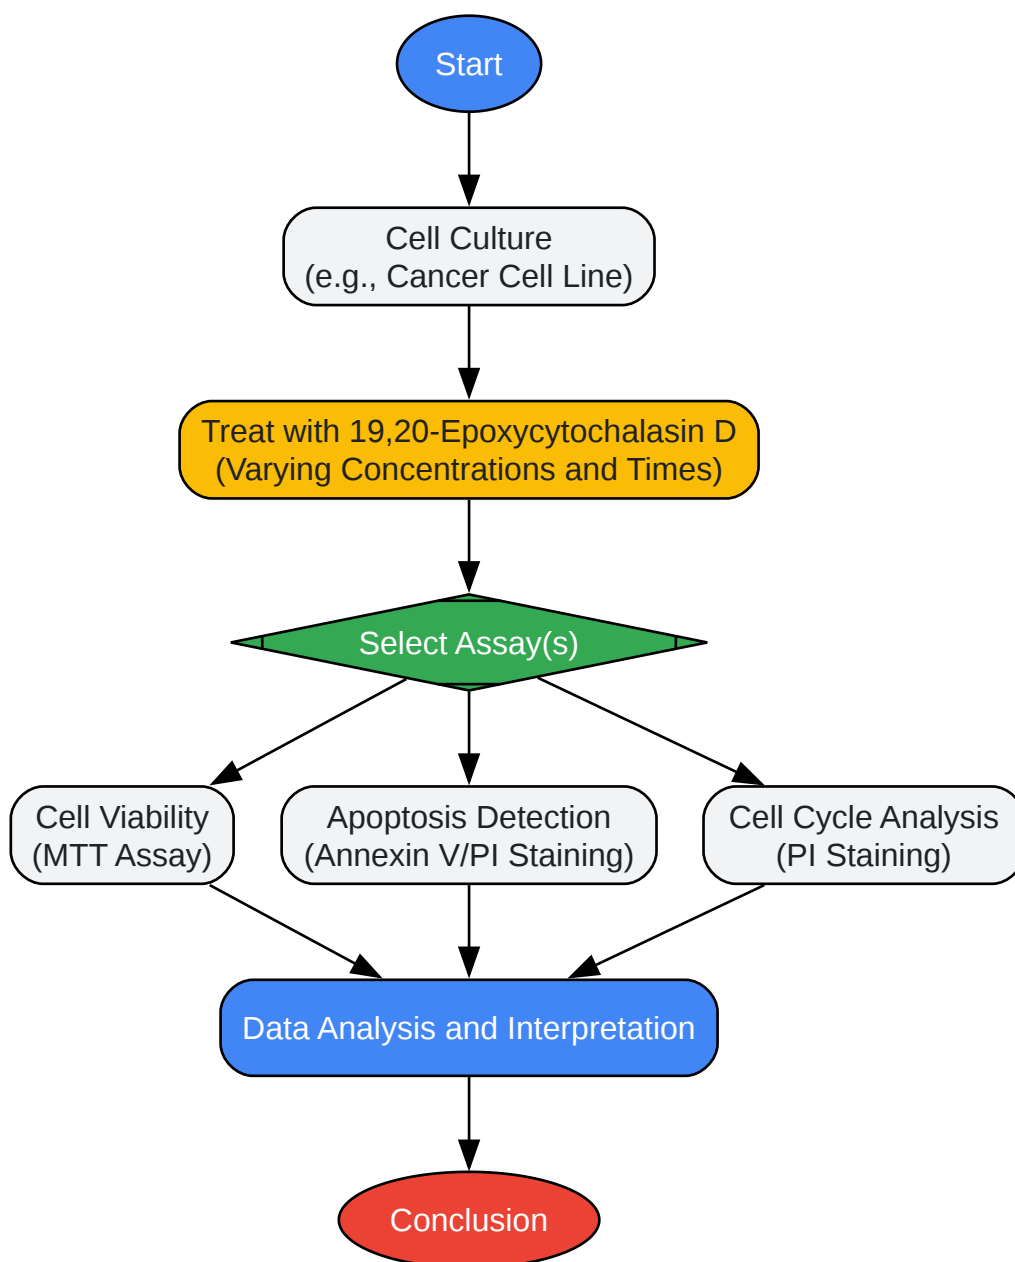 Start
Cell Culture
(e.g., Cancer Cell Line)
Treat with 19,20-Epoxycytochalasin D
(Varying Concentrations and Times)
Select Assay(s)
Cell Viability
(MTT Assay)
Apoptosis Detection
(Annexin V/PI Staining)
Cell Cycle Analysis
(PI Staining)
Data Analysis and Interpretation
Conclusion